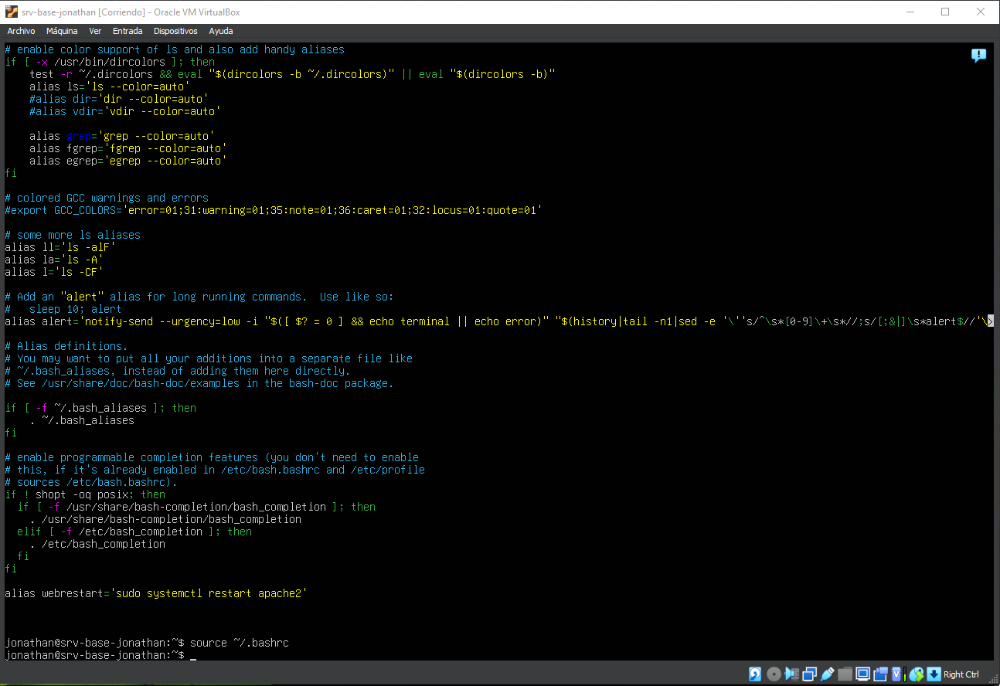 srv-base-jonathan [Corriendo] - Oracle VM VirtualBox
Archivo Máquina Ver Entrada Dispositivos Ayuda
# enable color support of ls and also add handy aliases
if [ -x /usr/bin/dircolors ]; then
    test -r ~/.dircolors && eval "$(dircolors -b ~/.dircolors)" || eval "$(dircolors -b)"
    alias ls='ls --color=auto'
    #alias dir='dir --color=auto'
    #alias vdir='vdir --color=auto'

    alias grep='grep --color=auto'
    alias fgrep='fgrep --color=auto'
    alias egrep='egrep --color=auto'
fi

# colored GCC warnings and errors
#export GCC_COLORS='error=01;31:warning=01;35:note=01;36:caret=01;32:locus=01:quote=01'

# some more ls aliases
alias ll='ls -alF'
alias la='ls -A'
alias l='ls -CF'

# Add an "alert" alias for long running commands.  Use like so:
#   sleep 10; alert
alias alert='notify-send --urgency=low -i "$([ $? = 0 ] && echo terminal || echo error)" "$(history|tail -n1|sed -e '\''s/^\s*[0-9]\+\s*//;s/[;&|]\s*alert$//'\>

# Alias definitions.
# You may want to put all your additions into a separate file like
# ~/.bash_aliases, instead of adding them here directly.
# See /usr/share/doc/bash-doc/examples in the bash-doc package.

if [ -f ~/.bash_aliases ]; then
    . ~/.bash_aliases
fi

# enable programmable completion features (you don't need to enable
# this, if it's already enabled in /etc/bash.bashrc and /etc/profile
# sources /etc/bash.bashrc).
if ! shopt -oq posix; then
  if [ -f /usr/share/bash-completion/bash_completion ]; then
    . /usr/share/bash-completion/bash_completion
  elif [ -f /etc/bash_completion ]; then
    . /etc/bash_completion
  fi
fi

alias webrestart='sudo systemctl restart apache2'

jonathan@srv-base-jonathan:~$ source ~/.bashrc
jonathan@srv-base-jonathan:~$ _
Right Ctrl